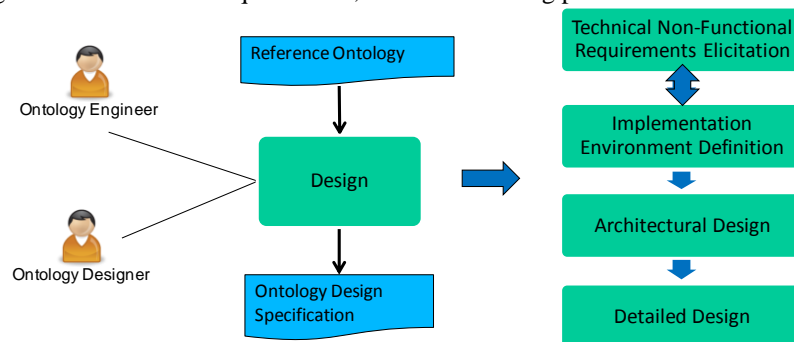 Ontology Engineer
Ontology Designer
Reference Ontology
Design
Ontology Design
Specification
Technical Non-Functional
Requirements Elicitation
Implementation
Environment Definition
Architectural Design
Detailed Design